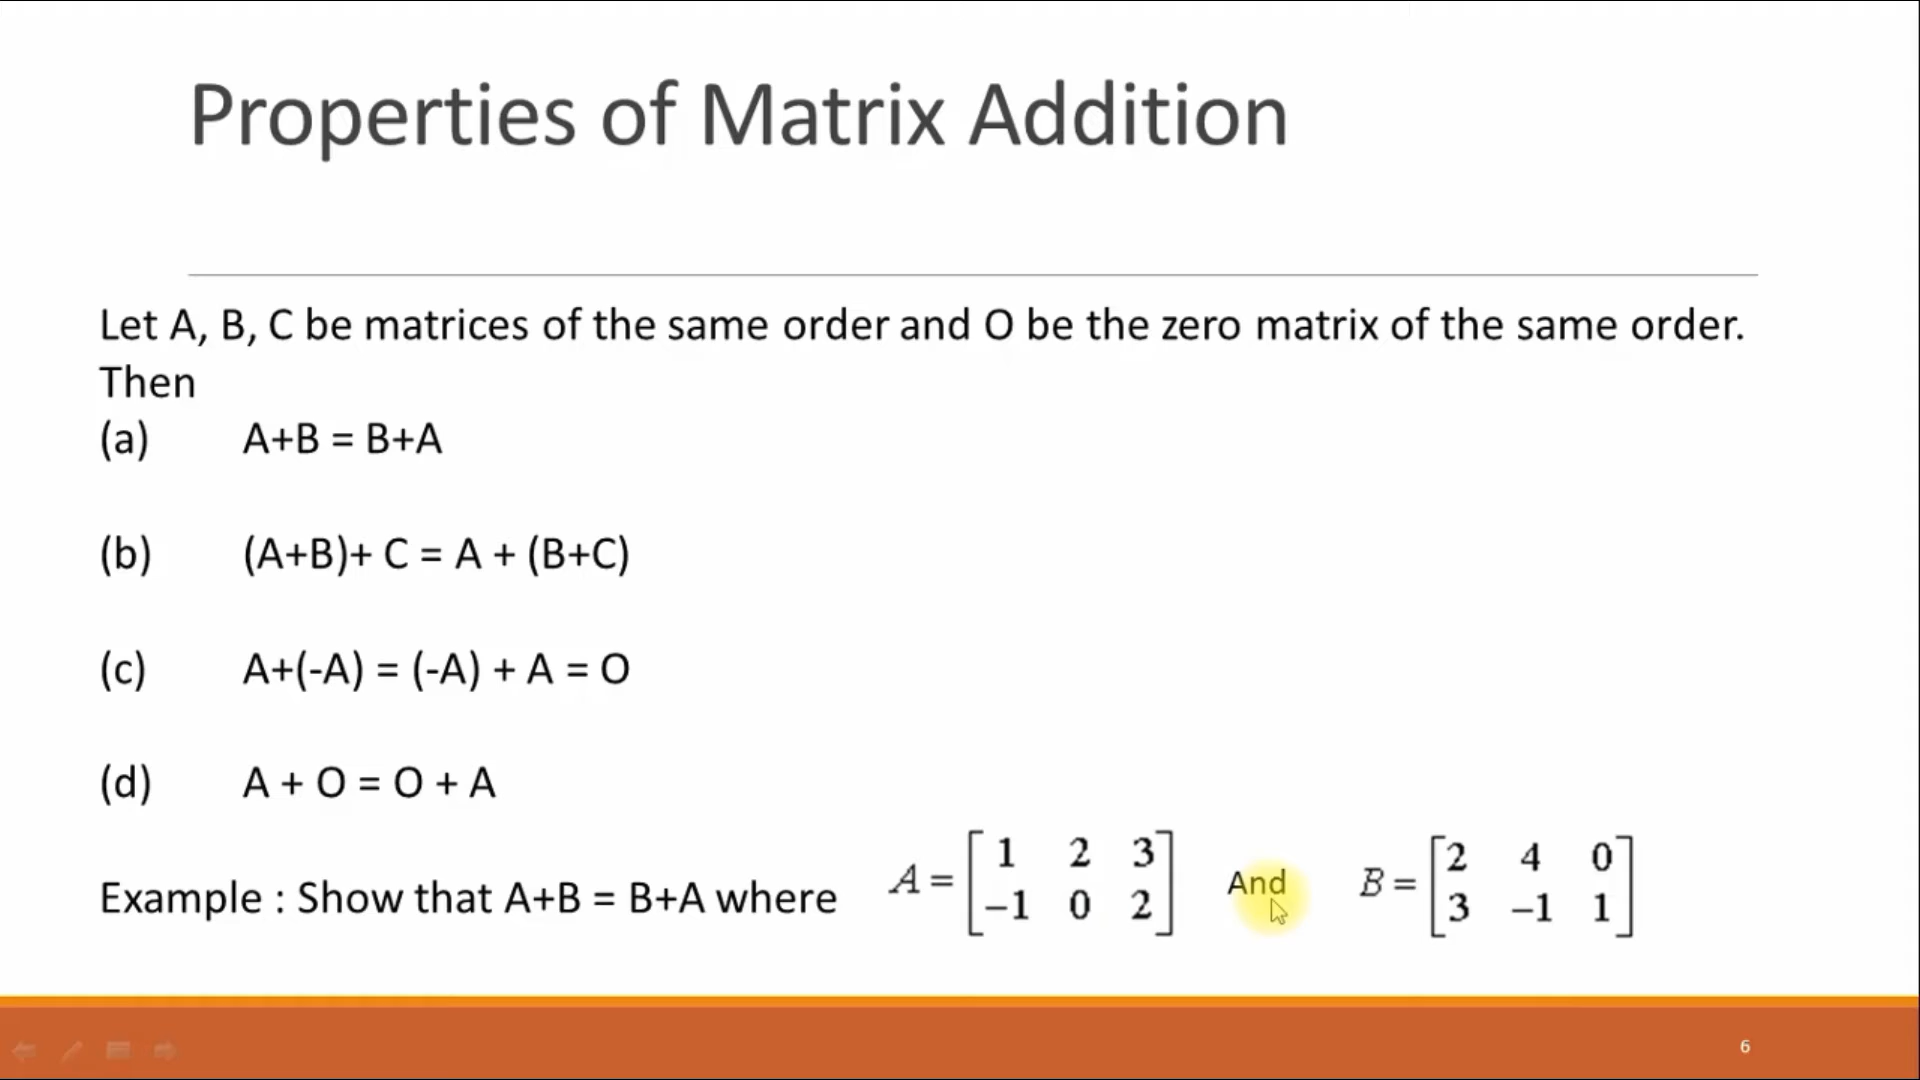 Properties of Matrix Addition
Let A, B, C be matrices of the same order and O be the zero matrix of the same order.
Then
(a) A+B = B+A
(b) (A+B)+ C = A + (B+C)
(c) A+(-A) = (-A) + A = O
(d) A + O = O + A
Example : Show that A+B = B+A where A = [1 2 3 And B = [2 4 0
−1 0 2] 3 −1 1]
6